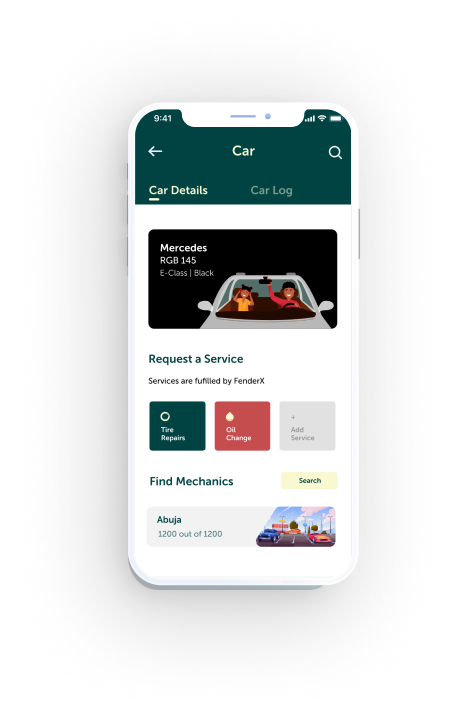 9:41
Car
Car Details
Car Log
Mercedes
RGB 145
E-Class | Black
Request a Service
Services are fufilled by FenderX
Tire
Repairs
Oil
Change
+
Add
Service
Find Mechanics
Search
Abuja
1200 out of 1200